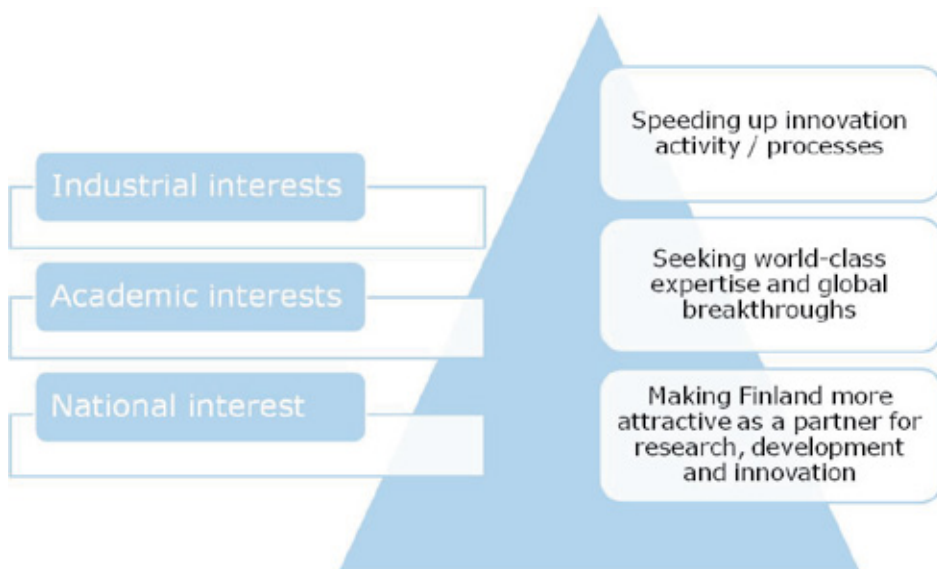 Industrial interests
Academic interests
National interest
Speeding up innovation
activity / processes
Seeking world-class
expertise and global
breakthroughs
Making Finland more
attractive as a partner for
research, development
and innovation